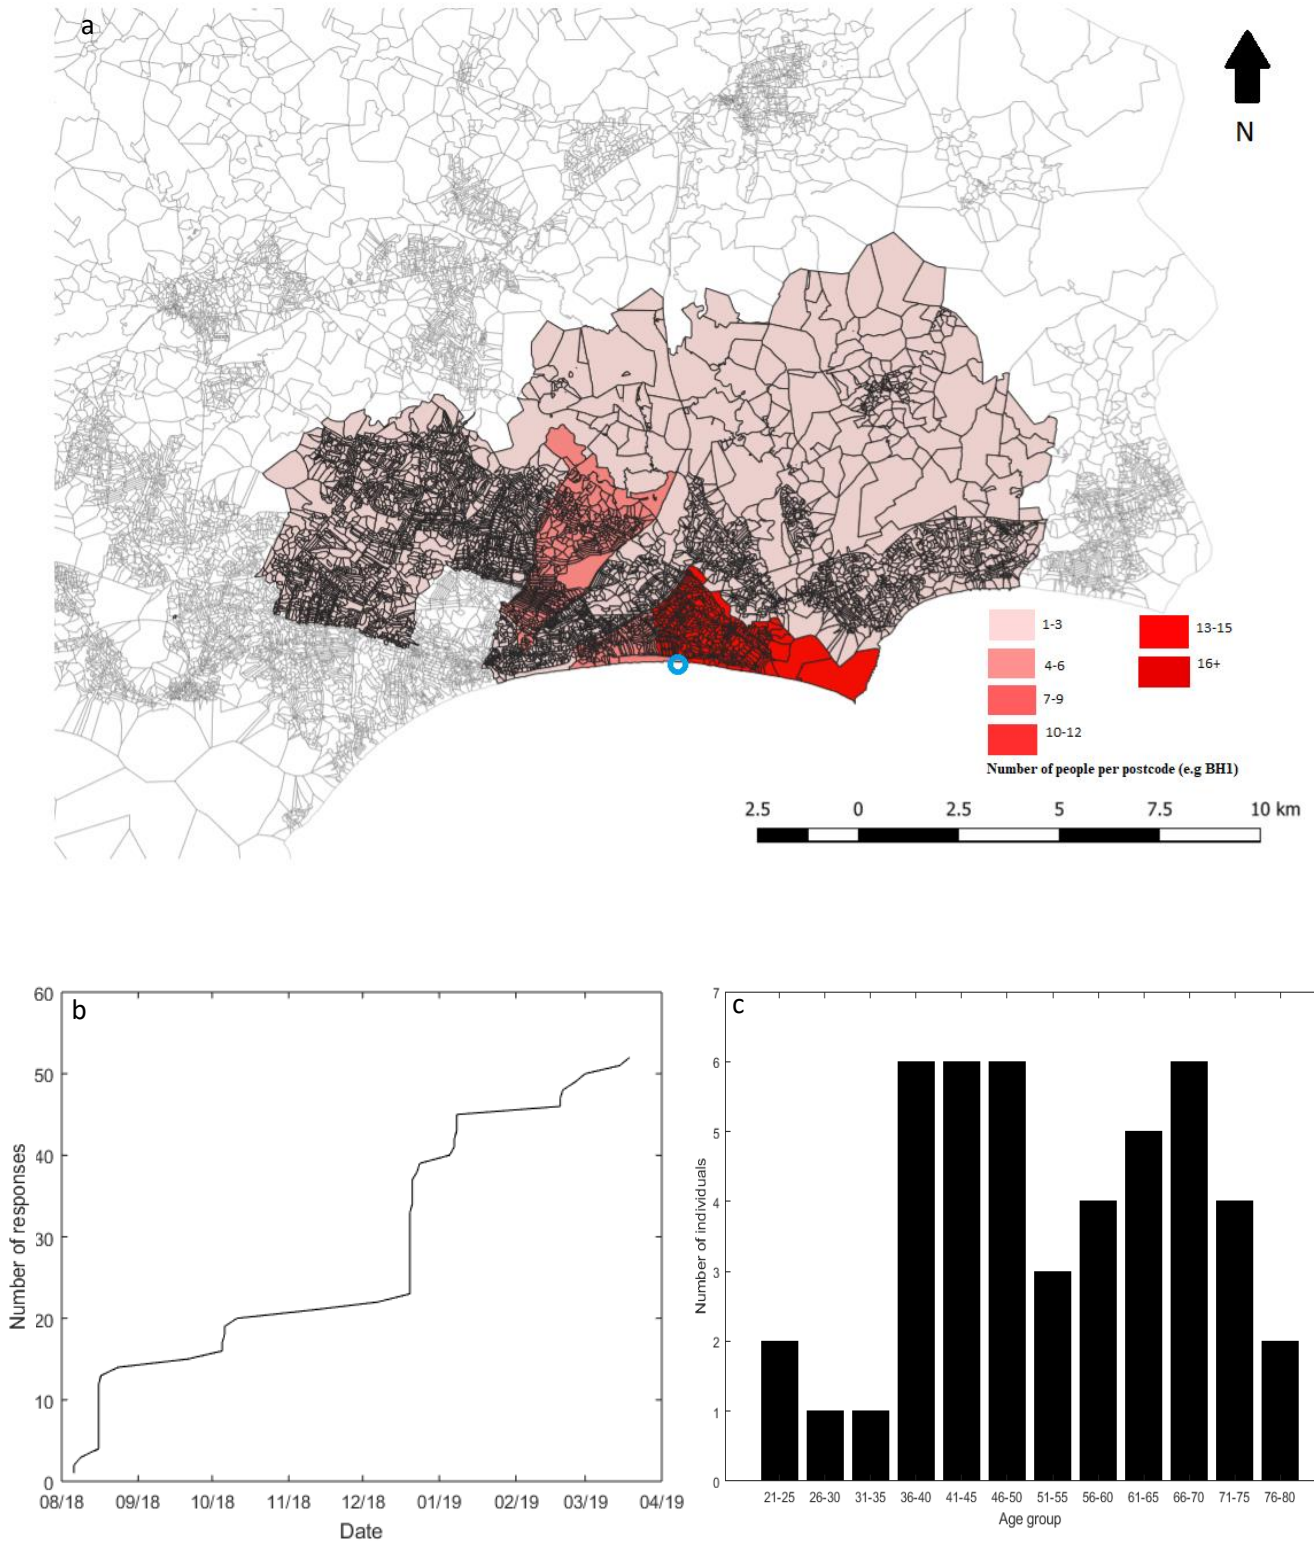 a
N
1-3
13-15
4-6
16+
7-9
10-12
Number of people per postcode (e.g BH1)
2.5 0 2.5 5 7.5 10 km
b
60
50
40
30
20
10
0
Number of responses
08/18 09/18 10/18 11/18 12/18 01/19 02/19 03/19 04/19
Date
c
7
6
5
4
3
2
1
0
Number of individuals
21-25 26-30 31-35 36-40 41-45 46-50 51-55 56-60 61-65 66-70 71-75 76-80
Age group